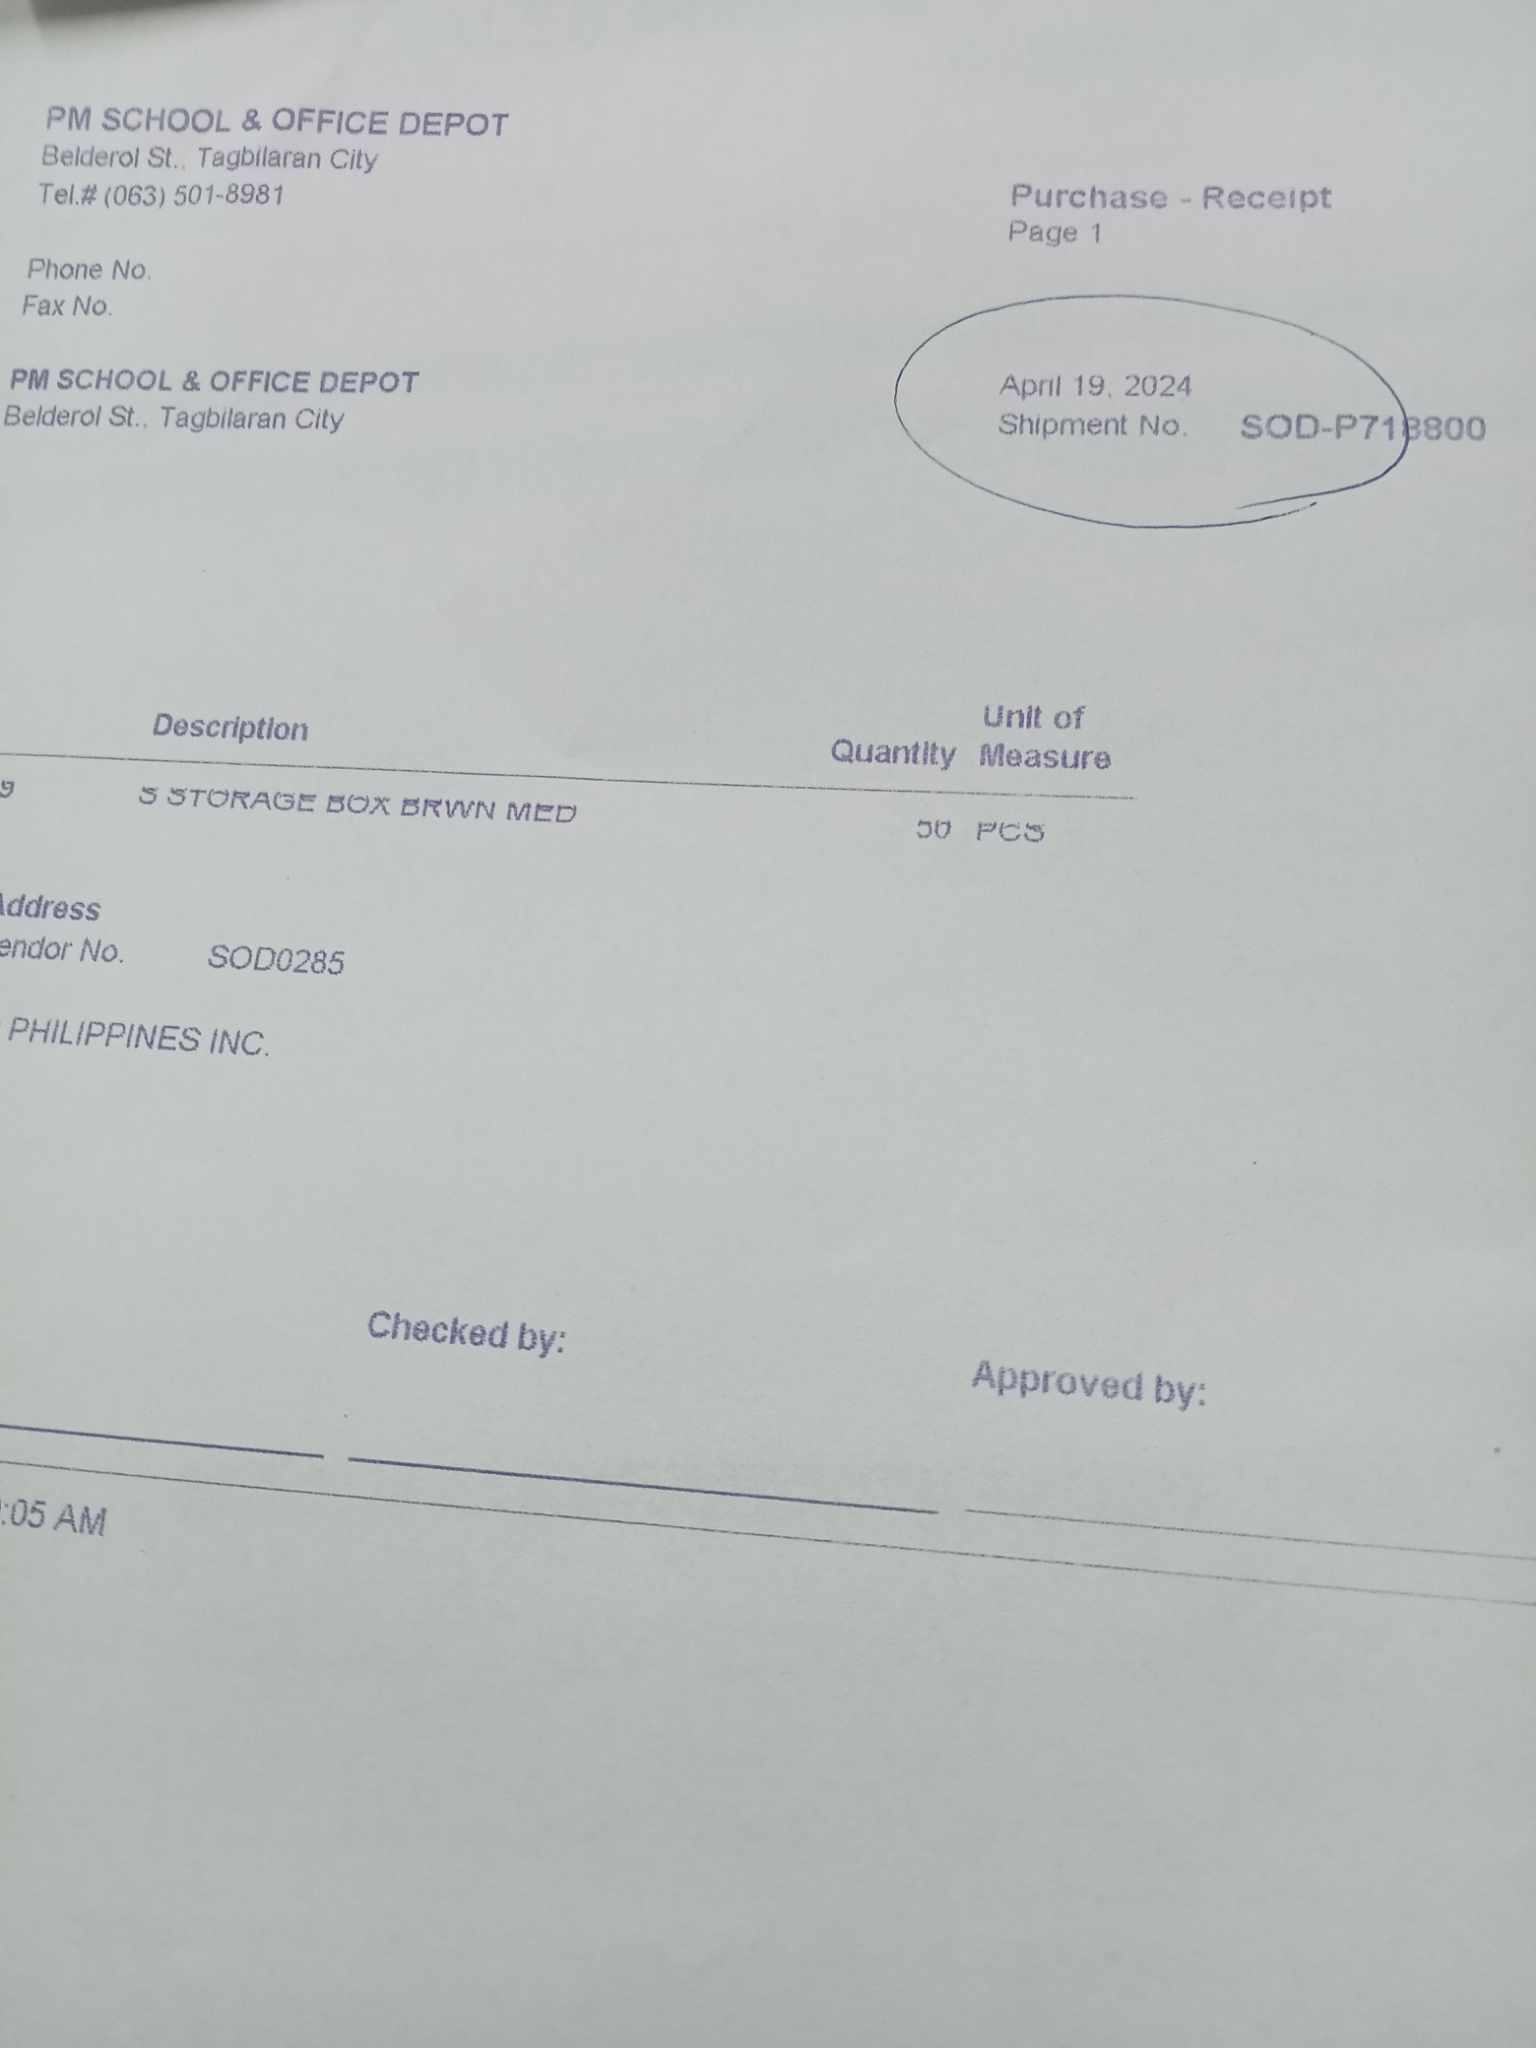 PM SCHOOL & OFFICE DEPOT
Belderol St., Tagbilaran City
Tel.# (063) 501-8981
Purchase - Receipt
Page 1
Phone No.
Fax No.
PM SCHOOL & OFFICE DEPOT
Belderol St., Tagbilaran City
April 19, 2024
Shipment No. SOD-P718800
Description Quantity Unit of Measure
9 S STORAGE BOX BRWN MED PCS
Address
endor No. SOD0285
PHILIPPINES INC.
Checked by:
Approved by:
:05 AM